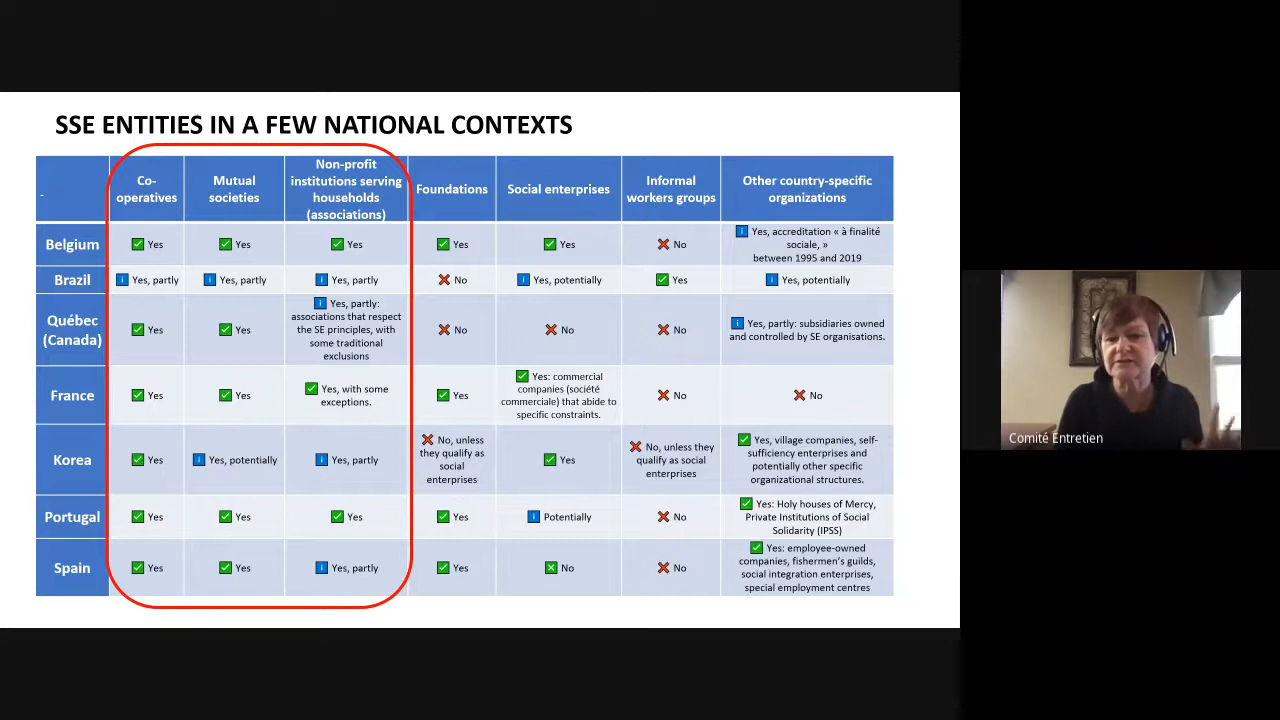 SSE ENTITIES IN A FEW NATIONAL CONTEXTS
-
Co-
operatives
Mutual
societies
Non-profit
institutions serving
households
(associations)
Foundations
Social enterprises
Informal
workers groups
Other country-specific
organizations
Belgium
Yes
Yes
Yes
Yes
Yes
No
Yes, accreditation « à finalité
sociale, »
between 1995 and 2019
Brazil
Yes, partly
Yes, partly
Yes, partly
No
Yes, potentially
Yes
Yes, potentially
Québec
(Canada)
Yes
Yes
Yes, partly:
associations that respect
the SE principles, with
some traditional
exclusions
No
No
No
Yes, partly: subsidiaries owned
and controlled by SE organisations.
France
Yes
Yes
Yes, with some
exceptions.
Yes
Yes: commercial
companies (société
commerciale) that abide to
specific constraints.
No
No
Korea
Yes
Yes, potentially
Yes, partly
No, unless
they qualify as
social
enterprises
Yes
No, unless they
qualify as social
enterprises
Yes, village companies, self-
sufficiency enterprises and
potentially other specific
organizational structures.
Portugal
Yes
Yes
Yes
Yes
Potentially
No
Yes: Holy houses of Mercy,
Private Institutions of Social
Solidarity (IPSS)
Spain
Yes
Yes
Yes, partly
Yes
No
No
Yes: employee-owned
companies, fishermen's guilds,
social integration enterprises,
special employment centres
Comité Entretien